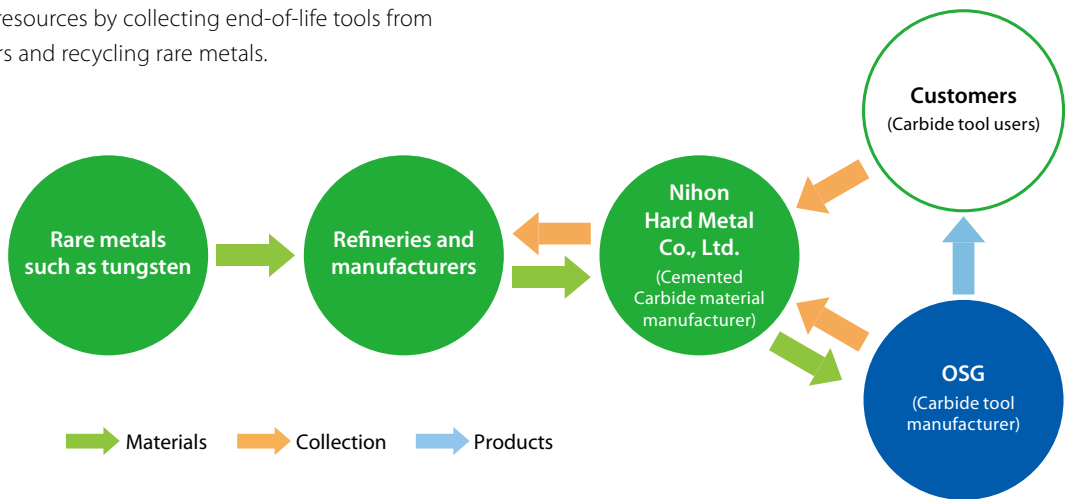 resources by collecting end-of-life tools from
and recycling rare metals.
Customers
(Carbide tool users)
Rare metals
such as tungsten
Refineries and
manufacturers
Nihon
Hard Metal
Co., Ltd.
(Cemented
Carbide material
manufacturer)
OSG
(Carbide tool
manufacturer)
Materials
Collection
Products